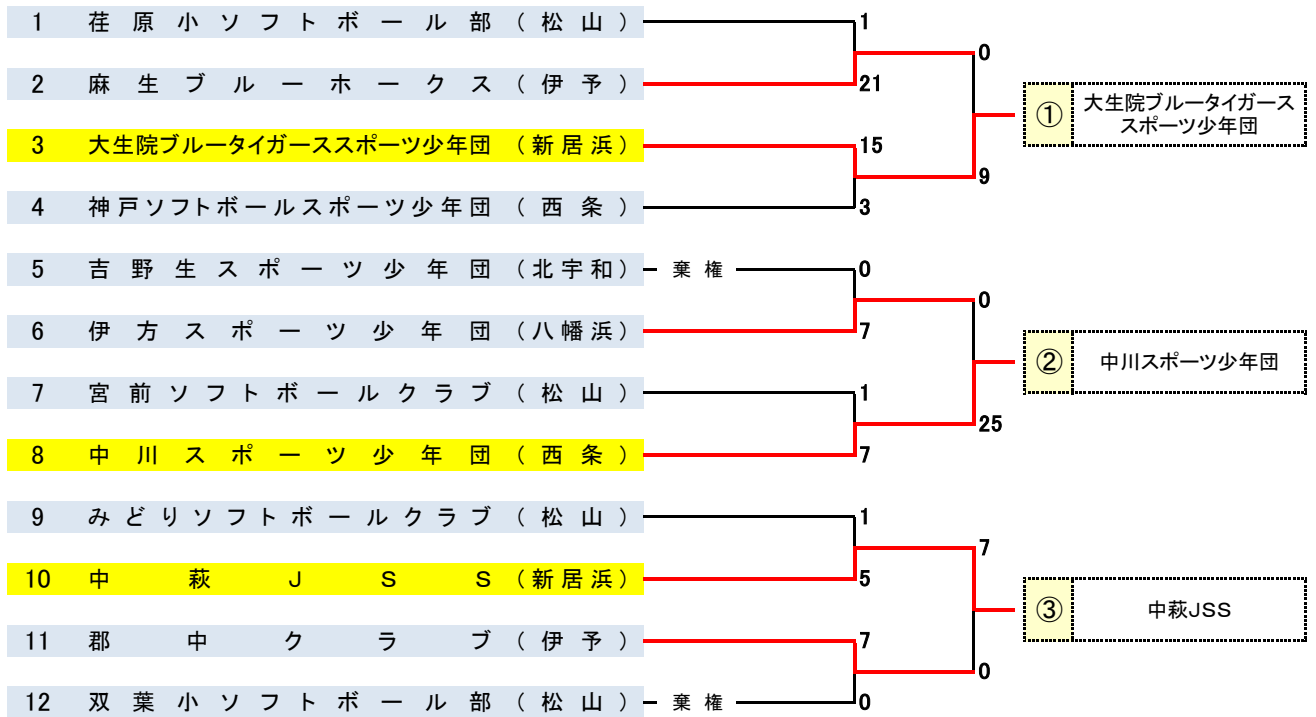 1 荏原小ソフトボール部（松山） 1
0
2 麻生ブルーホークス（伊予） 21
① 大生院ブルータイガース
スポーツ少年団
3 大生院ブルータイガーススポーツ少年団（新居浜） 15
9
4 神戸ソフトボールスポーツ少年団（西条） 3
5 吉野生スポーツ少年団（北宇和） 棄権 0
0
6 伊方スポーツ少年団（八幡浜） 7
② 中川スポーツ少年団
7 宮前ソフトボールクラブ（松山） 1
25
8 中川スポーツ少年団（西条） 7
9 みどりソフトボールクラブ（松山） 1
7
10 中萩ＪＳＳ（新居浜） 5
③ 中萩JSS
11 郡中クラブ（伊予） 7
0
12 双葉小ソフトボール部（松山） 棄権 0